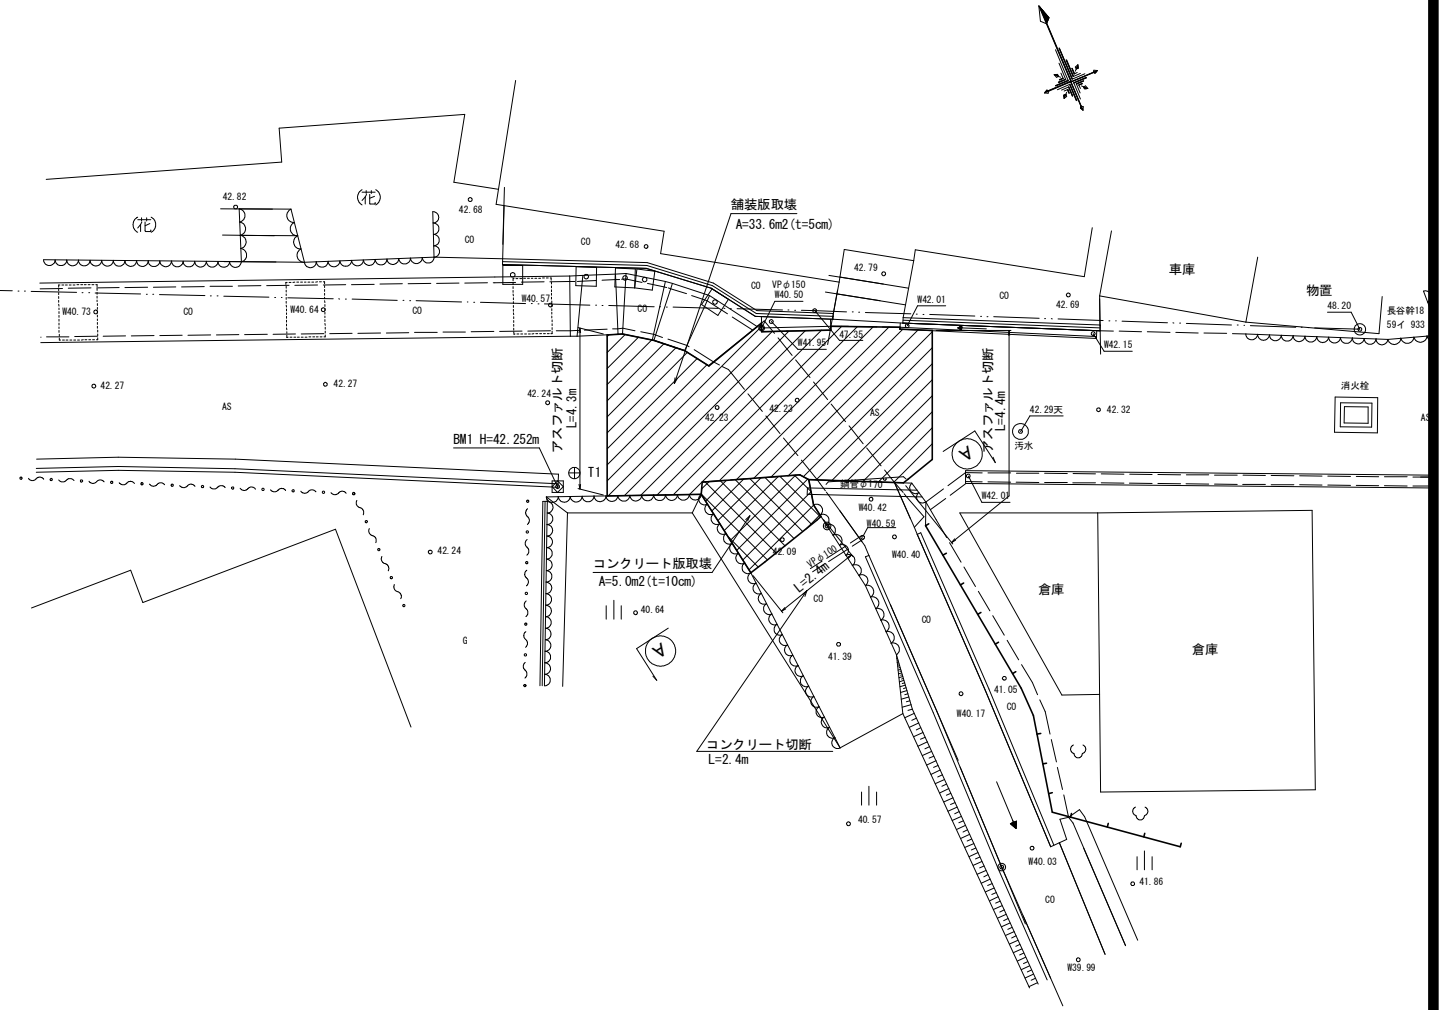 舗装版取壊
A=33.6m2(t=5cm)
42.82
(花)
(花)
42.68
CO
CO
42.68
42.79
車庫
物置
48.20
長谷幹18
59イ 933
VPφ150
CO
W40.50
W42.01
CO
42.69
W40.73
CO
W40.64
CO
W40.57
CO
W41.95
47.35
W42.15
42.27
42.27
42.24
AS
アスファルト切断
L=4.3m
42.23
42.23
AS
アスファルト切断
L=4.4m
42.29天
汚水
42.32
消火栓
AS
BM1 H=42.252m
T1
A
鋼管φ170
W42.01
W40.42
W40.59
W40.40
42.24
42.09
VPφ100
L=2.4m
コンクリート版取壊
A=5.0m2(t=10cm)
CO
40.64
G
A
41.39
CO
倉庫
倉庫
41.05
CO
W40.17
コンクリート切断
L=2.4m
40.57
W40.03
41.86
CO
W39.99